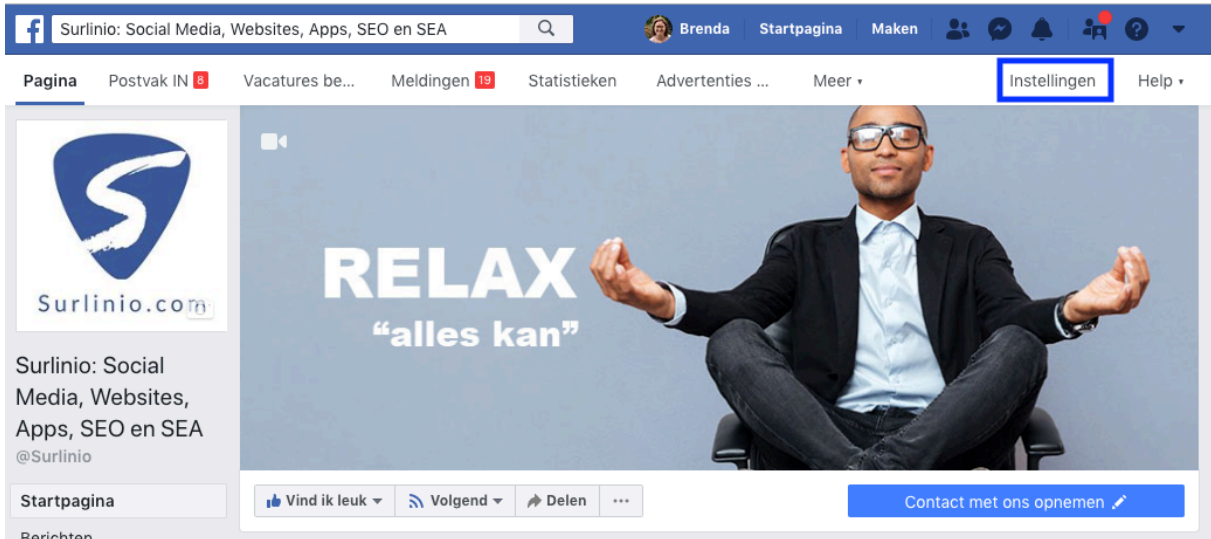 Surlinio: Social Media, Websites, Apps, SEO en SEA
Brenda Startpagina Maken
Pagina Postvak IN 8 Vacatures be... Meldingen 19 Statistieken Advertenties ... Meer Instellingen Help
Surlinio.com
RELAX
“alles kan”
Surlinio: Social
Media, Websites,
Apps, SEO en SEA
@Surlinio
Startpagina
Vind ik leuk Volgend Delen ...
Contact met ons opnemen
Berichten